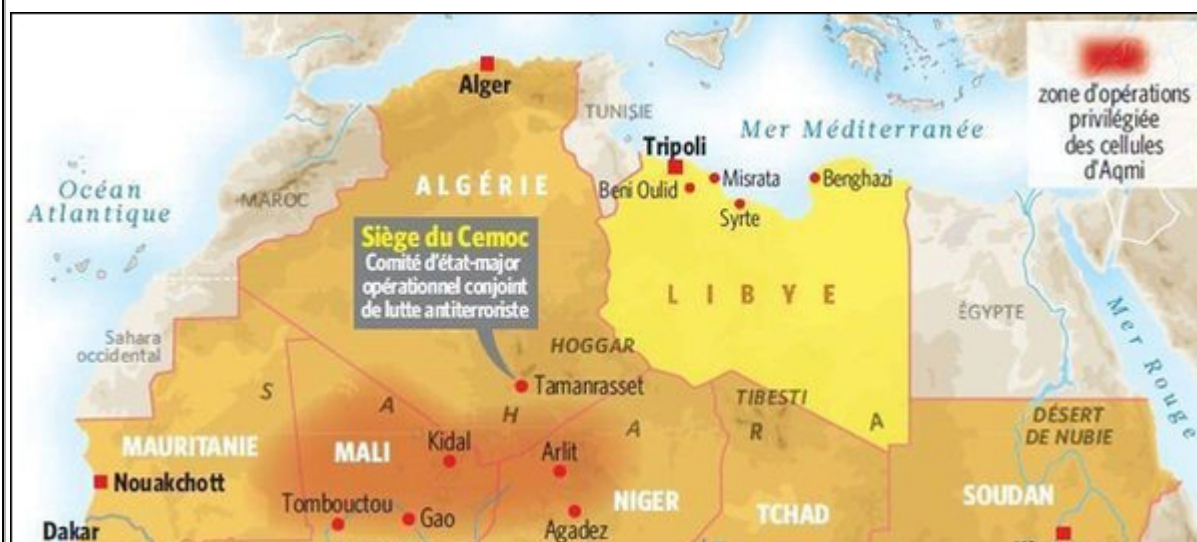 zone d'opérations
privilégiée
des cellules
d'Aqmi
Alger
TUNISIE
Mer Méditerranée
Tripoli
Misrata
Benghazi
Beni Oulid
Syrte
Océan
Atlantique
MAROC
ALGÉRIE
Siège du Cemoc
Comité d'état-major
opérationnel conjoint
de lutte antiterroriste
LIBYE
ÉGYPTE
Mer Rouge
Sahara
occidental
HOGGAR
Tamanrasset
TIBESTI
SAHARA
DÉSERT
DE NUBIE
MAURITANIE
MALI
Kidal
Arlit
Nouakchott
NIGER
SOUDAN
TCHAD
Tombouctou
Gao
Agadez
Dakar